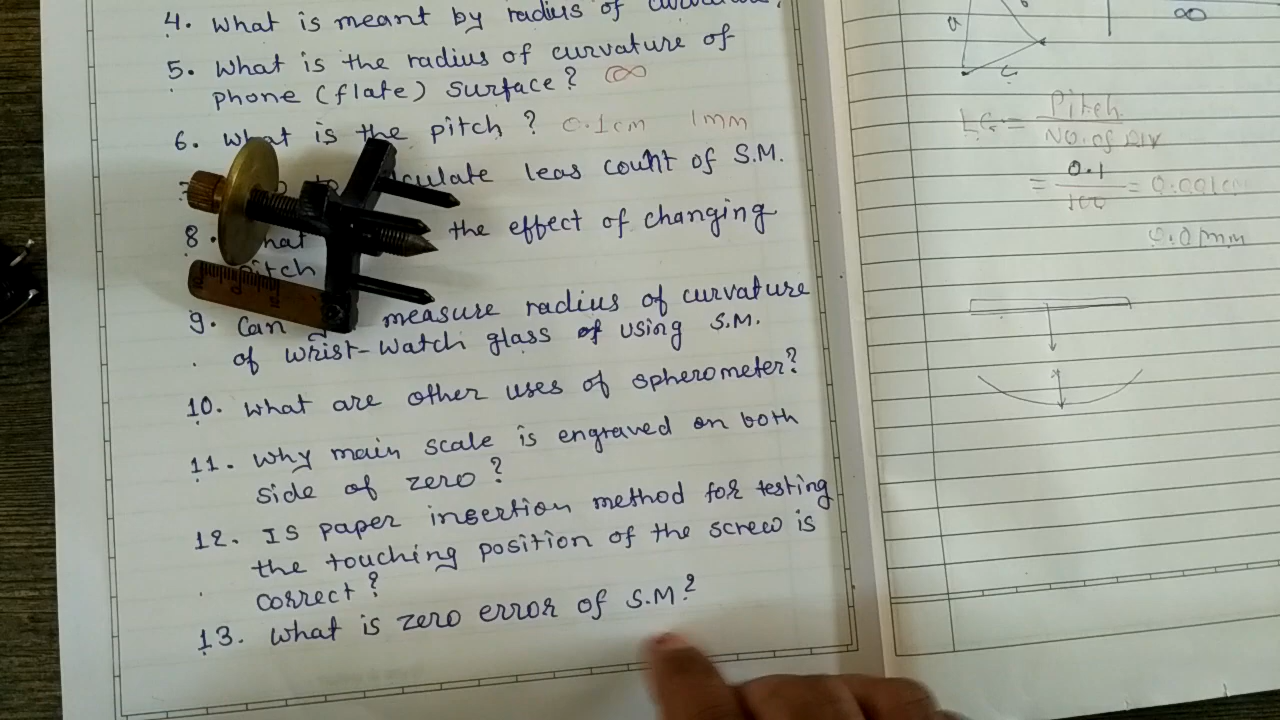 4. What is meant by radius of
5. What is the radius of curvature of
phone (flate) surface? ∞
6. What is the pitch? 0.1cm 1mm
leas count of S.M.
8. the effect of changing
pitch
9. Can measure radius of curvature
of wrist-watch glass of using S.M.
10. What are other uses of spherometer?
11. Why main scale is engraved on both
side of zero?
12. Is paper insertion method for testing
the touching position of the screw is
correct?
13. What is zero error of S.M?
∞
a
c
LC = Pitch
No. of Div
= 0.1
100
= 0.001cm